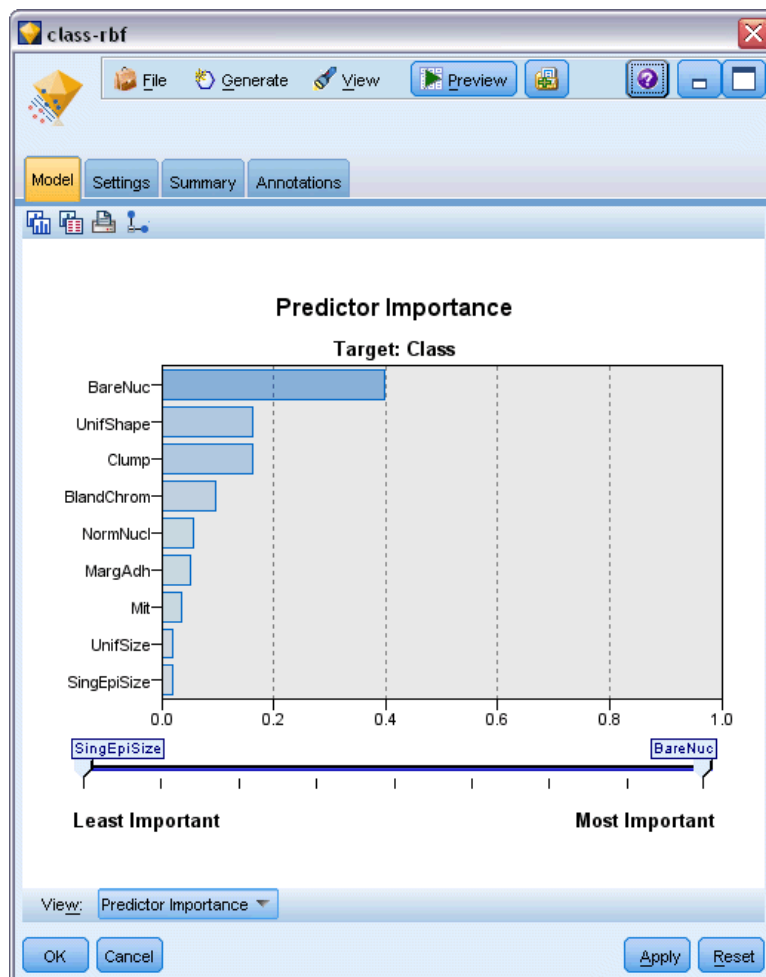 class-rbf
File Generate View Preview
Model Settings Summary Annotations
Predictor Importance
Target: Class
BareNuc
UnifShape
Clump
BlandChrom
NormNucl
MargAdh
Mit
UnifSize
SingEpiSize
0.0 0.2 0.4 0.6 0.8 1.0
SingEpiSize BareNuc
Least Important Most Important
View: Predictor Importance
OK Cancel Apply Reset